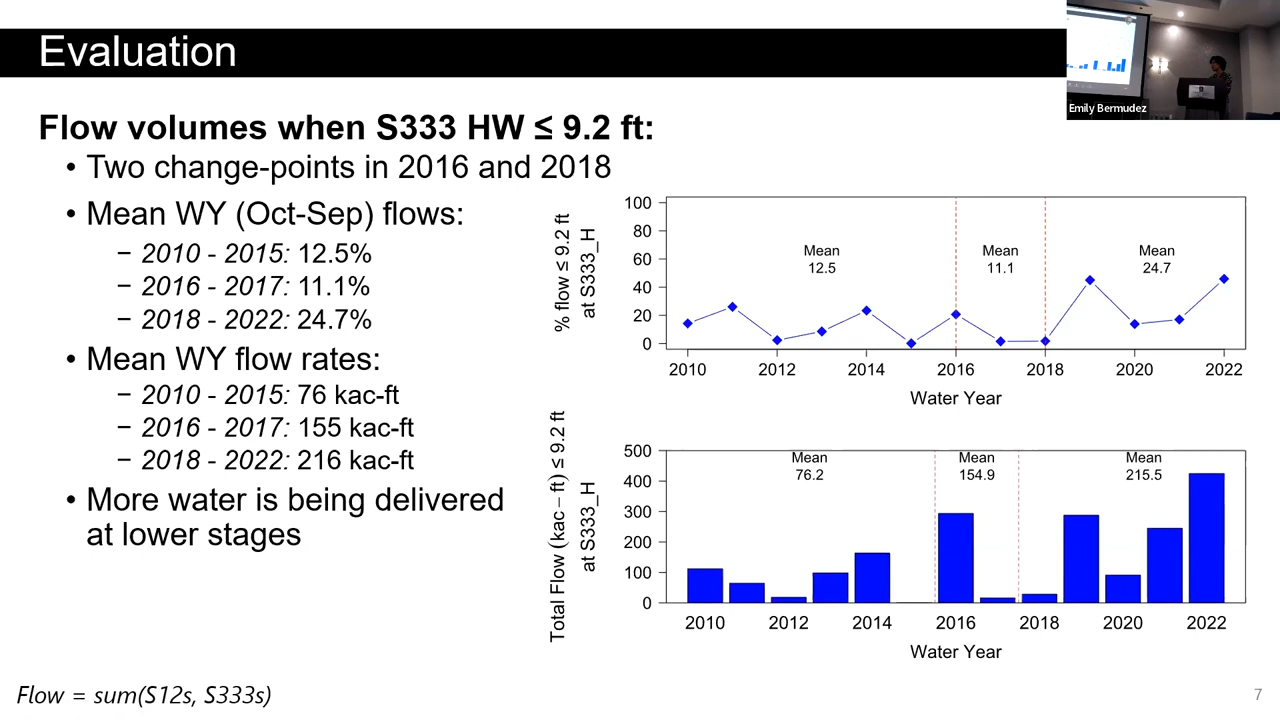 Evaluation
Emily Bermudez
Flow volumes when S333 HW ≤ 9.2 ft:
• Two change-points in 2016 and 2018
• Mean WY (Oct-Sep) flows:
− 2010 - 2015: 12.5%
− 2016 - 2017: 11.1%
− 2018 - 2022: 24.7%
• Mean WY flow rates:
− 2010 - 2015: 76 kac-ft
− 2016 - 2017: 155 kac-ft
− 2018 - 2022: 216 kac-ft
• More water is being delivered
at lower stages
% flow ≤ 9.2 ft
at S333_H
100
80
60
40
20
0
Mean
12.5
Mean
11.1
Mean
24.7
2010 2012 2014 2016 2018 2020 2022
Water Year
Total Flow (kac − ft) ≤ 9.2 ft
at S333_H
500
400
300
200
100
0
Mean
76.2
Mean
154.9
Mean
215.5
2010 2012 2014 2016 2018 2020 2022
Water Year
Flow = sum(S12s, S333s)
7